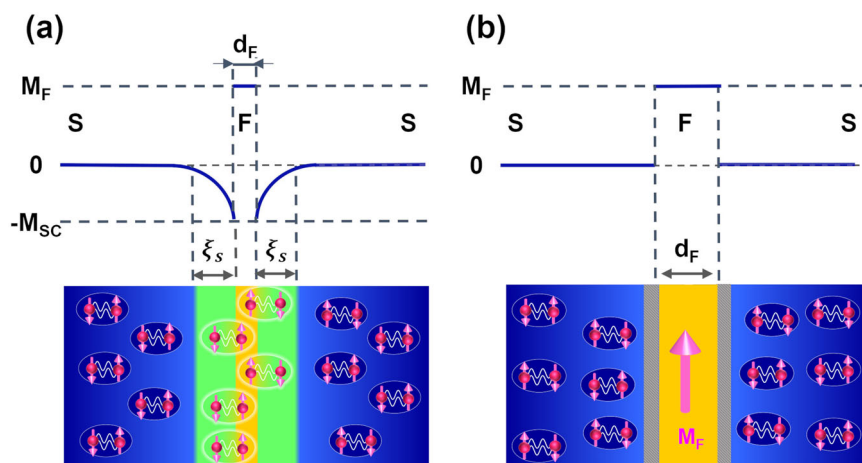 (a)
d_F
M_F
S F S
0
-M_SC
ξ_s ξ_s
(b)
M_F
S F S
0
d_F
M_F